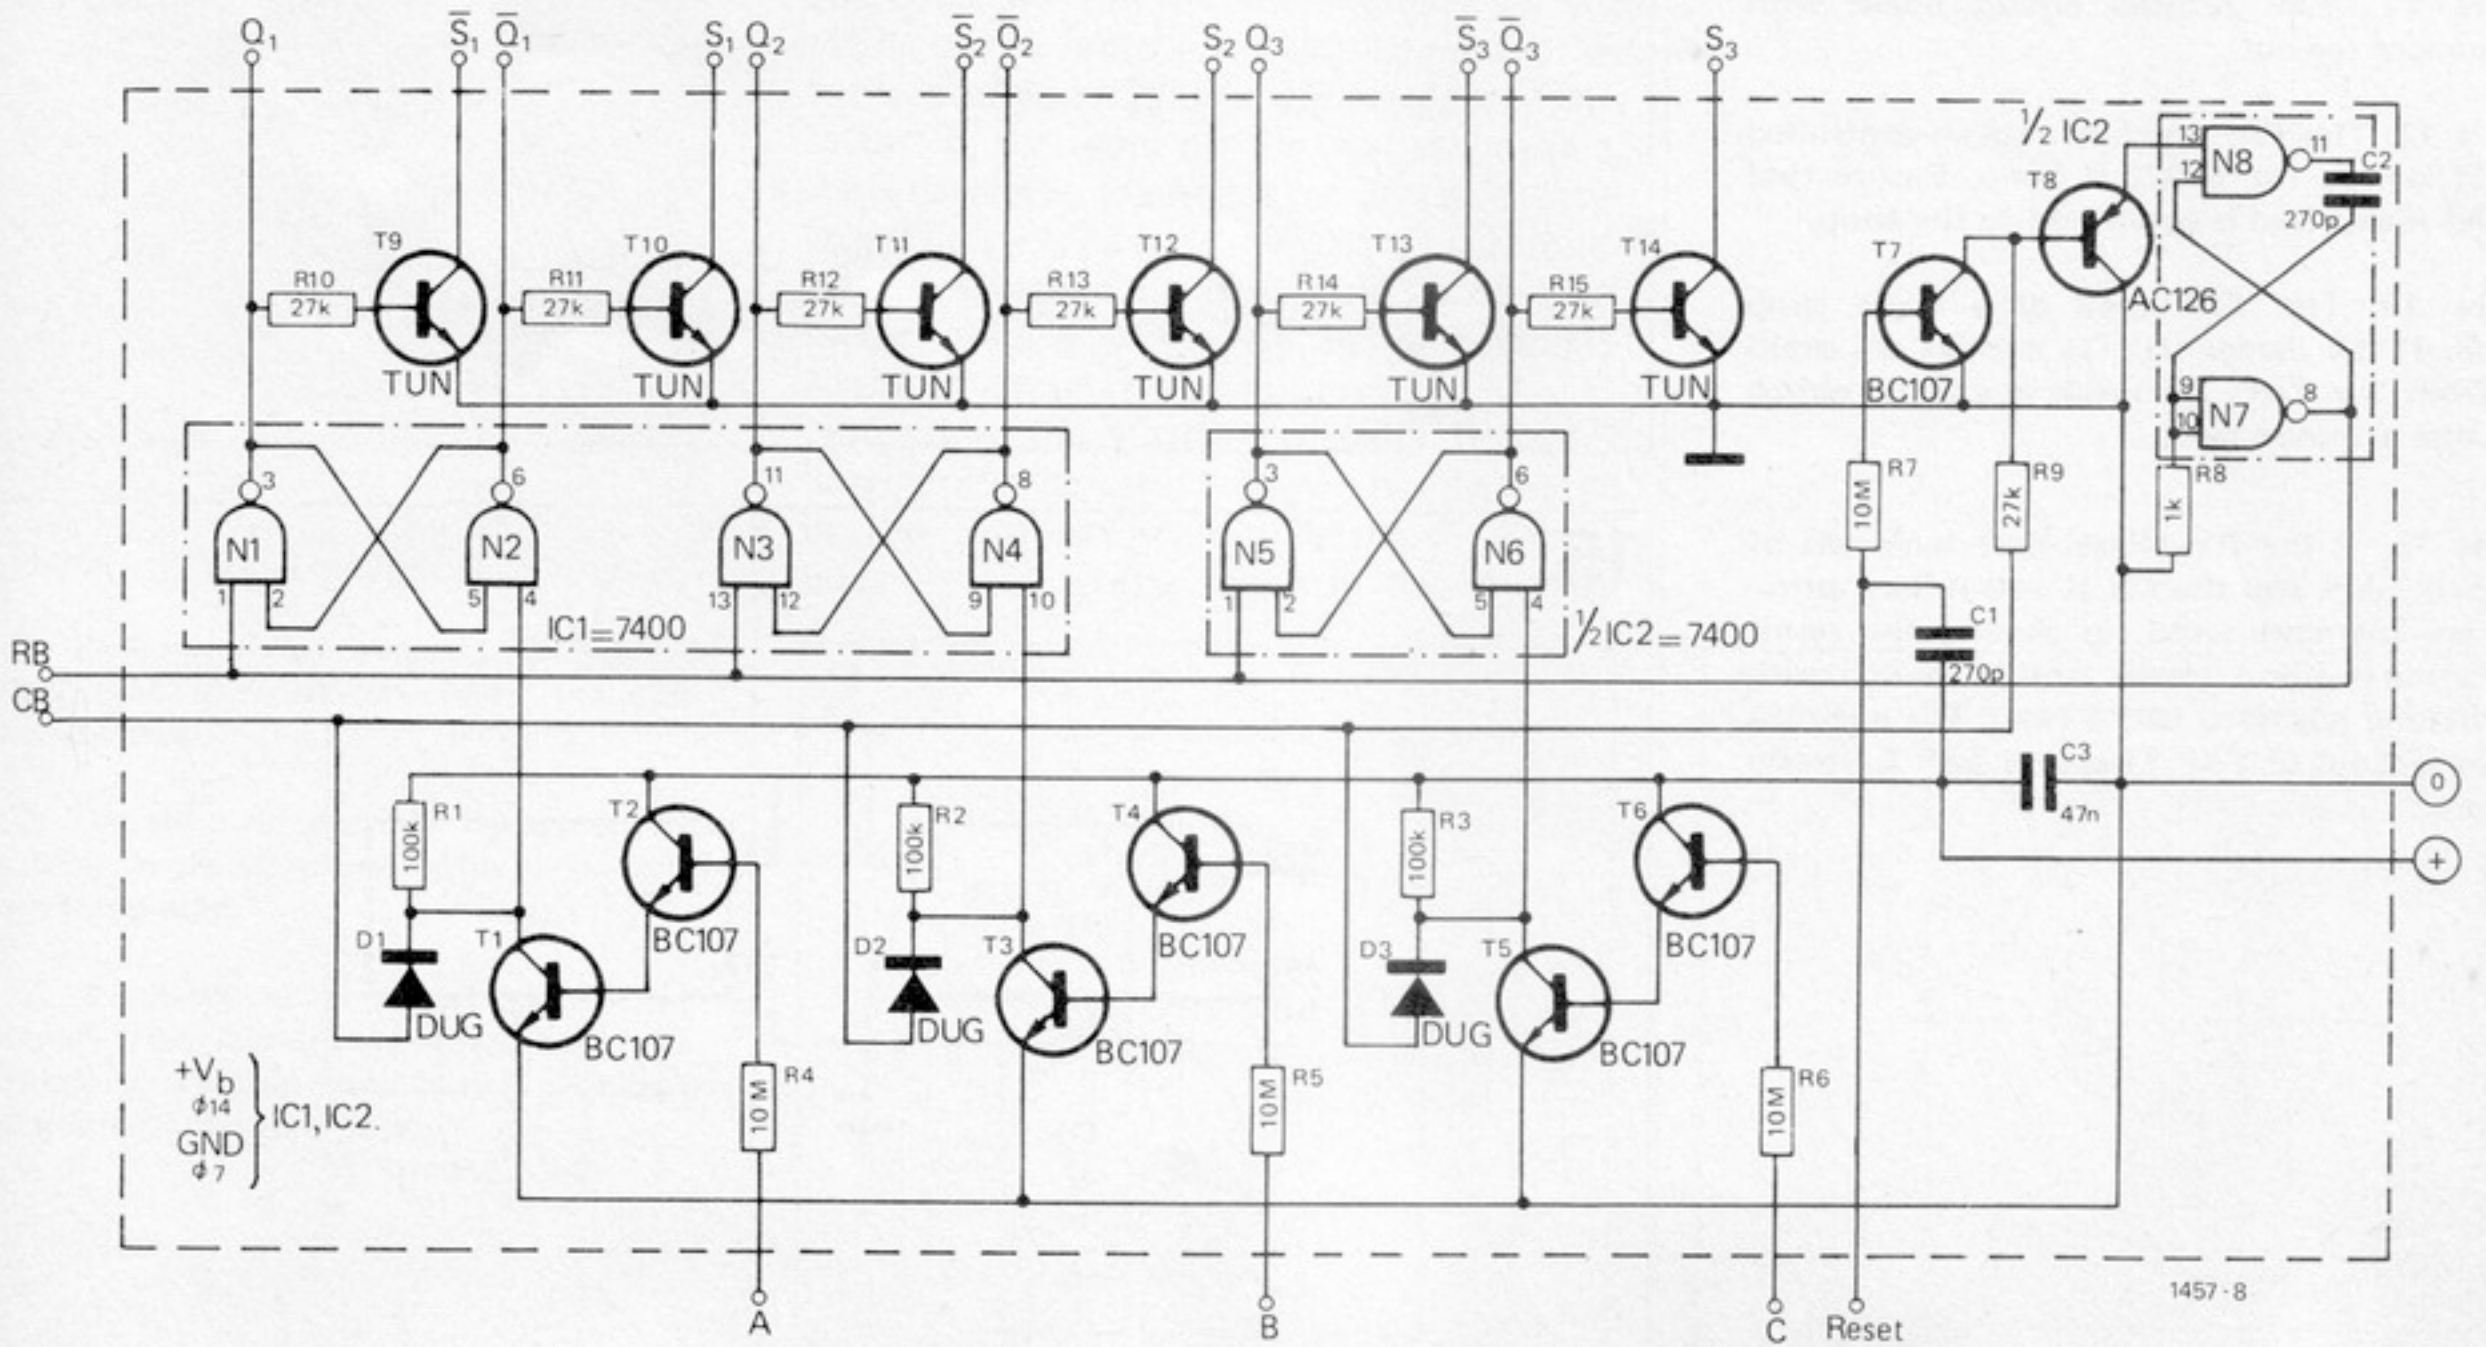 Q1 S̅1 Q̅1 S1 Q2 S̅2 Q̅2 S2 Q3 S̅3 Q̅3 S3
½ IC2
13 N8 11 C2
12
T8
270p
T9 T10 T11 T12 T13 T14 T7
R10 R11 R12 R13 R14 R15
27k 27k 27k 27k 27k 27k
AC126
TUN TUN TUN TUN TUN TUN BC107
9 N7 8
10
3 6 11 8 3 6
R7 R9 R8
10M 27k 1k
N1 N2 N3 N4 N5 N6
1 2 5 4 13 12 9 10 1 2 5 4
IC1=7400
½IC2=7400
C1
270p
RB
CB
C3
47n
0
+
R1 T2 R2 T4 R3 T6
100k 100k 100k
BC107 BC107 BC107
D1 T1 D2 T3 D3 T5
DUG DUG DUG
BC107 BC107 BC107
R4 R5 R6
10M 10M 10M
+Vb
ϕ14
GND
ϕ7
} IC1, IC2.
1457-8
A B C Reset